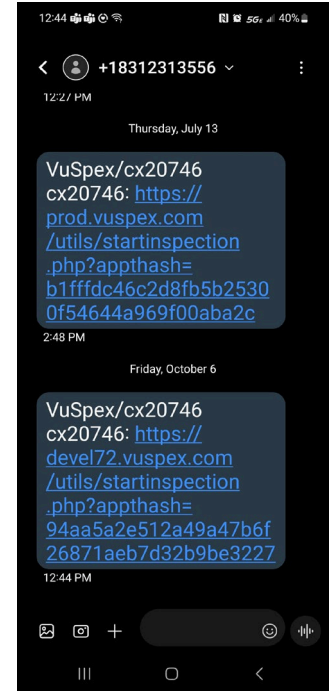 12:44
5G 40%
+18312313556
12:27 PM
Thursday, July 13
VuSpex/cx20746
cx20746: https://
prod.vuspex.com
/utils/startinspection
.php?appthash=
b1fffdc46c2d8fb5b2530
0f54644a969f00aba2c
2:48 PM
Friday, October 6
VuSpex/cx20746
cx20746: https://
devel72.vuspex.com
/utils/startinspection
.php?appthash=
94aa5a2e512a49a47b6f
26871aeb7d32b9be3227
12:44 PM